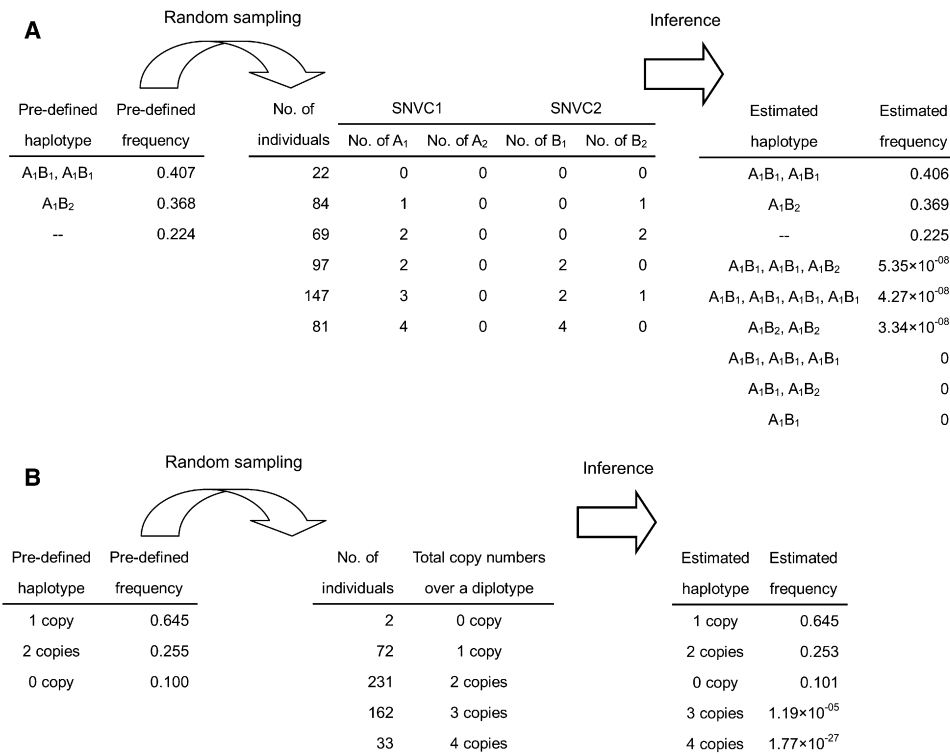 A
Random sampling
Inference
Pre-defined haplotype Pre-defined frequency
A₁B₁, A₁B₁ 0.407
A₁B₂ 0.368
-- 0.224
No. of individuals SNVC1 SNVC2
No. of A₁ No. of A₂ No. of B₁ No. of B₂
22 0 0 0 0
84 1 0 0 1
69 2 0 0 2
97 2 0 2 0
147 3 0 2 1
81 4 0 4 0
Estimated haplotype Estimated frequency
A₁B₁, A₁B₁ 0.406
A₁B₂ 0.369
-- 0.225
A₁B₁, A₁B₁, A₁B₂ 5.35×10⁻⁰⁸
A₁B₁, A₁B₁, A₁B₁, A₁B₁ 4.27×10⁻⁰⁸
A₁B₂, A₁B₂ 3.34×10⁻⁰⁸
A₁B₁, A₁B₁, A₁B₁ 0
A₁B₁, A₁B₂ 0
A₁B₁ 0
B
Random sampling
Inference
Pre-defined haplotype Pre-defined frequency
1 copy 0.645
2 copies 0.255
0 copy 0.100
No. of individuals Total copy numbers over a diplotype
2 0 copy
72 1 copy
231 2 copies
162 3 copies
33 4 copies
Estimated haplotype Estimated frequency
1 copy 0.645
2 copies 0.253
0 copy 0.101
3 copies 1.19×10⁻⁰⁵
4 copies 1.77×10⁻²⁷